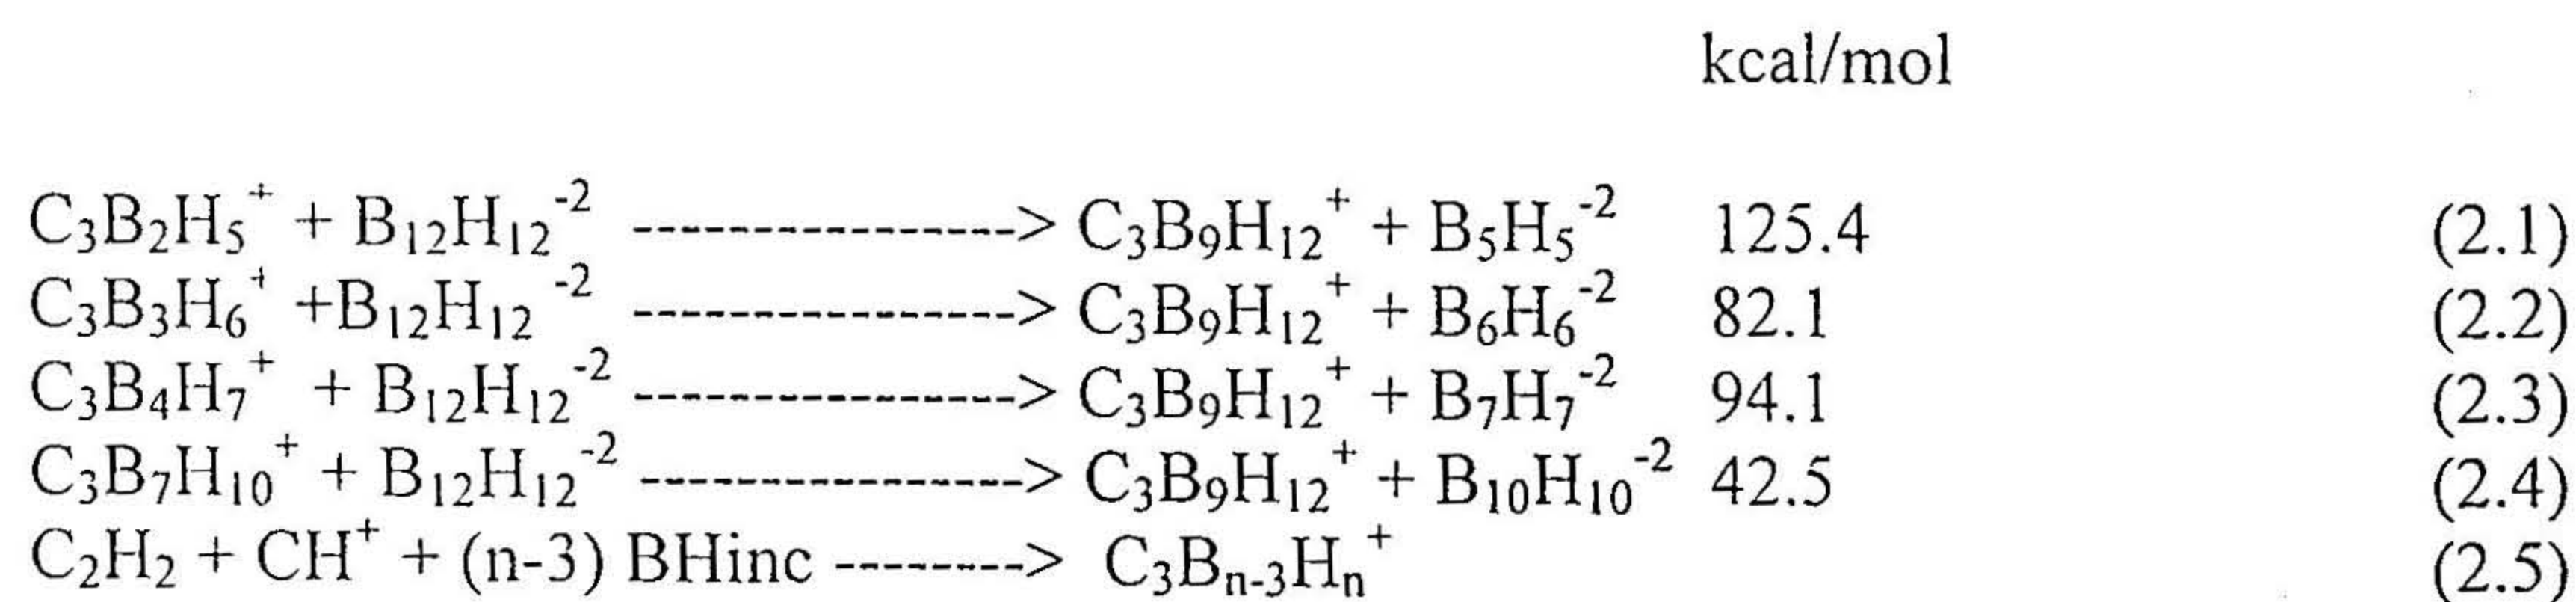 kcal/mol
C₃B₂H₅⁺ + B₁₂H₁₂⁻² ----------------> C₃B₉H₁₂⁺ + B₅H₅⁻² 125.4 (2.1)
C₃B₃H₆⁺ +B₁₂H₁₂ ⁻² ----------------> C₃B₉H₁₂⁺ + B₆H₆⁻² 82.1 (2.2)
C₃B₄H₇⁺ + B₁₂H₁₂⁻² ----------------> C₃B₉H₁₂⁺ + B₇H₇⁻² 94.1 (2.3)
C₃B₇H₁₀⁺ + B₁₂H₁₂⁻² ----------------> C₃B₉H₁₂⁺ + B₁₀H₁₀⁻² 42.5 (2.4)
C₂H₂ + CH⁺ + (n-3) BHinc --------> C₃Bₙ₋₃Hₙ⁺ (2.5)